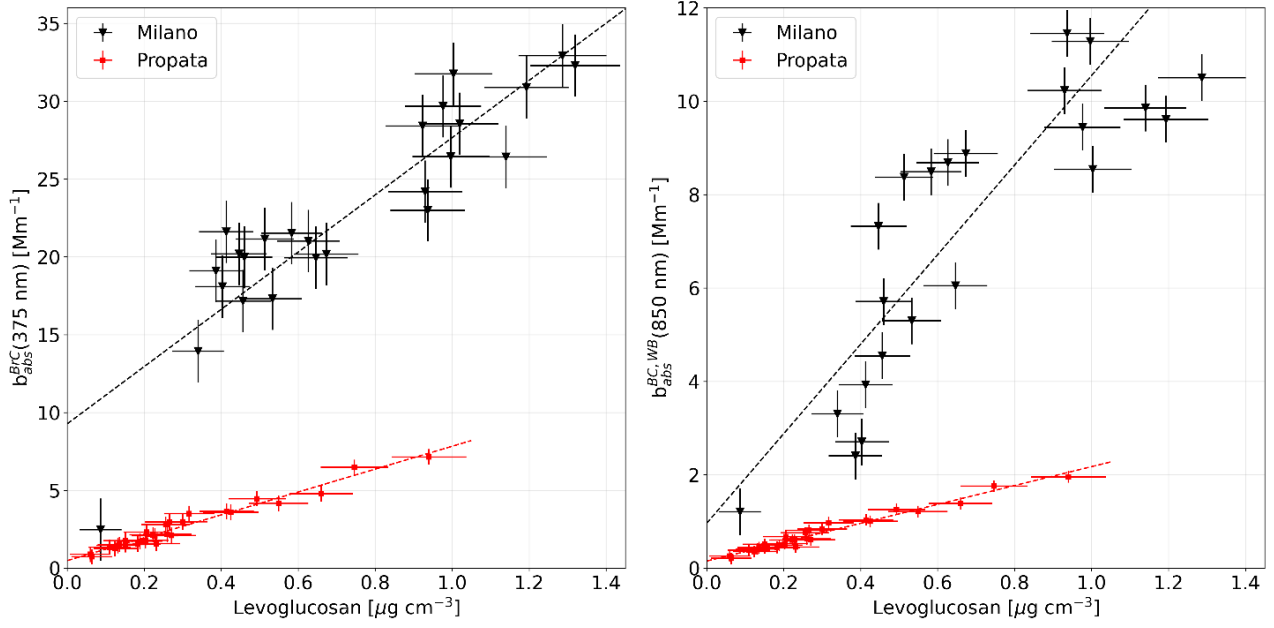 35
30
25
20
15
10
5
0
b_abs^BrC(375 nm) [Mm⁻¹]
Milano
Propata
0.0 0.2 0.4 0.6 0.8 1.0 1.2 1.4
Levoglucosan [μg cm⁻³]
12
10
8
6
4
2
0
b_abs^BC,WB(850 nm) [Mm⁻¹]
Milano
Propata
0.0 0.2 0.4 0.6 0.8 1.0 1.2 1.4
Levoglucosan [μg cm⁻³]